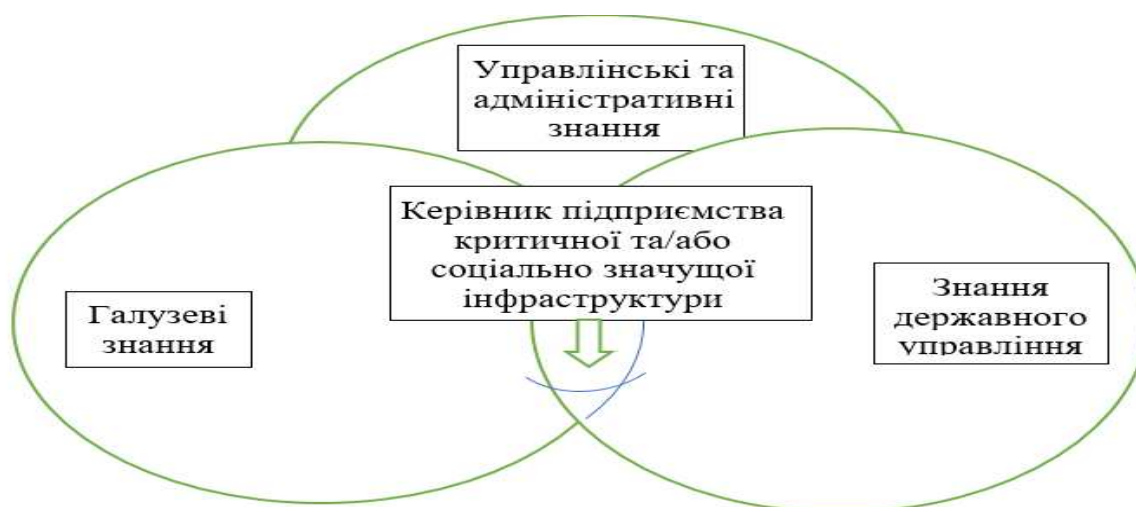 Управлінські та
адміністративні
знання
Керівник підприємства
критичної та/або
соціально значущої
інфраструктури
Галузеві
знання
Знання
державного
управління